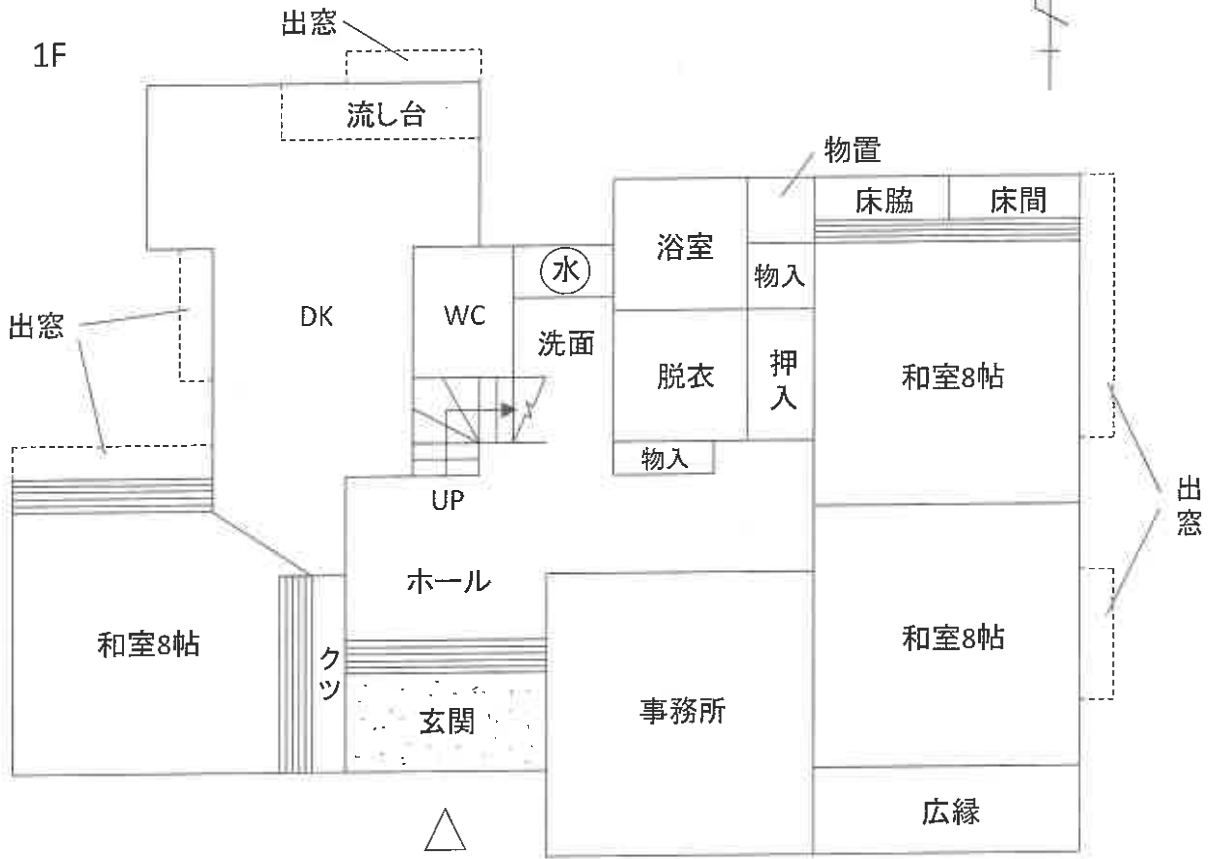 出窓
1F
流し台
物置
床脇
床間
浴室
水
物入
出窓
DK
WC
洗面
脱衣
押入
和室8帖
物入
UP
出窓
ホール
和室8帖
クツ
和室8帖
玄関
事務所
広縁